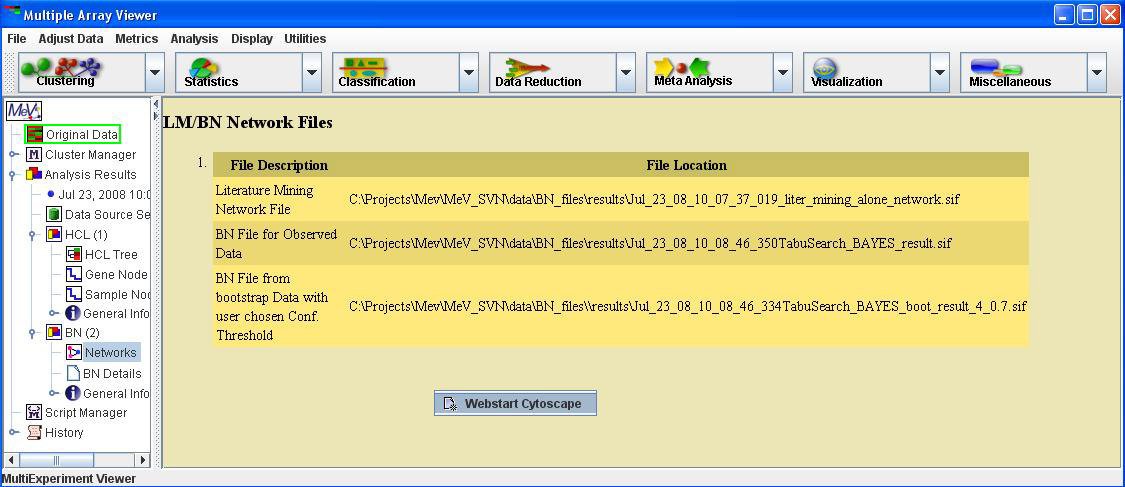 Multiple Array Viewer
File Adjust Data Metrics Analysis Display Utilities
Clustering Statistics Classification Data Reduction Meta Analysis Visualization Miscellaneous
MeV
Original Data
Cluster Manager
Analysis Results
Jul 23, 2008 10:0
Data Source Se
HCL (1)
HCL Tree
Gene Node
Sample Noc
General Info
BN (2)
Networks
BN Details
General Info
Script Manager
History
LM/BN Network Files
1.
File Description File Location
Literature Mining
Network File
C:\Projects\Mev\MeV_SVN\data\BN_files\results\Jul_23_08_10_07_37_019_liter_mining_alone_network.sif
BN File for Observed
Data
C:\Projects\Mev\MeV_SVN\data\BN_files\results\Jul_23_08_10_08_46_350TabuSearch_BAYES_result.sif
BN File from
bootstrap Data with
user chosen Conf.
Threshold
C:\Projects\Mev\MeV_SVN\data\BN_files\\results\Jul_23_08_10_08_46_334TabuSearch_BAYES_boot_result_4_0.7.sif
Webstart Cytoscape
MultiExperiment Viewer